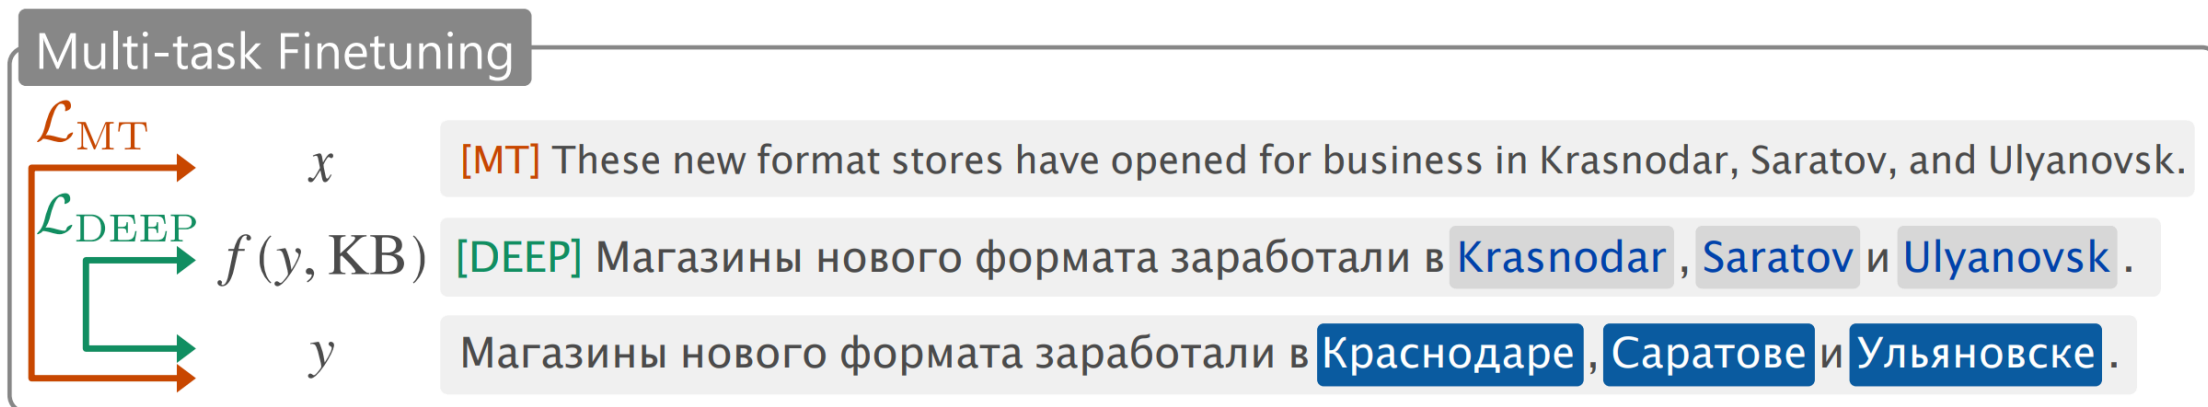 Multi-task Finetuning
ℒMT
x [MT] These new format stores have opened for business in Krasnodar, Saratov, and Ulyanovsk.
ℒDEEP
f(y, KB) [DEEP] Магазины нового формата заработали в Krasnodar , Saratov и Ulyanovsk .
y Магазины нового формата заработали в Краснодаре , Саратове и Ульяновске .